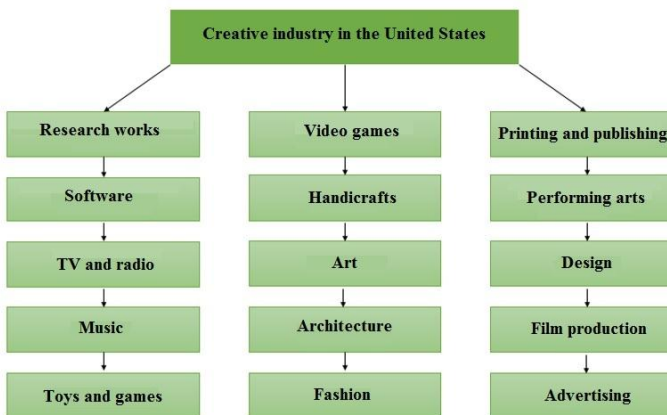 Creative industry in the United States
Research works
Video games
Printing and publishing
Software
Handicrafts
Performing arts
TV and radio
Art
Design
Music
Architecture
Film production
Toys and games
Fashion
Advertising